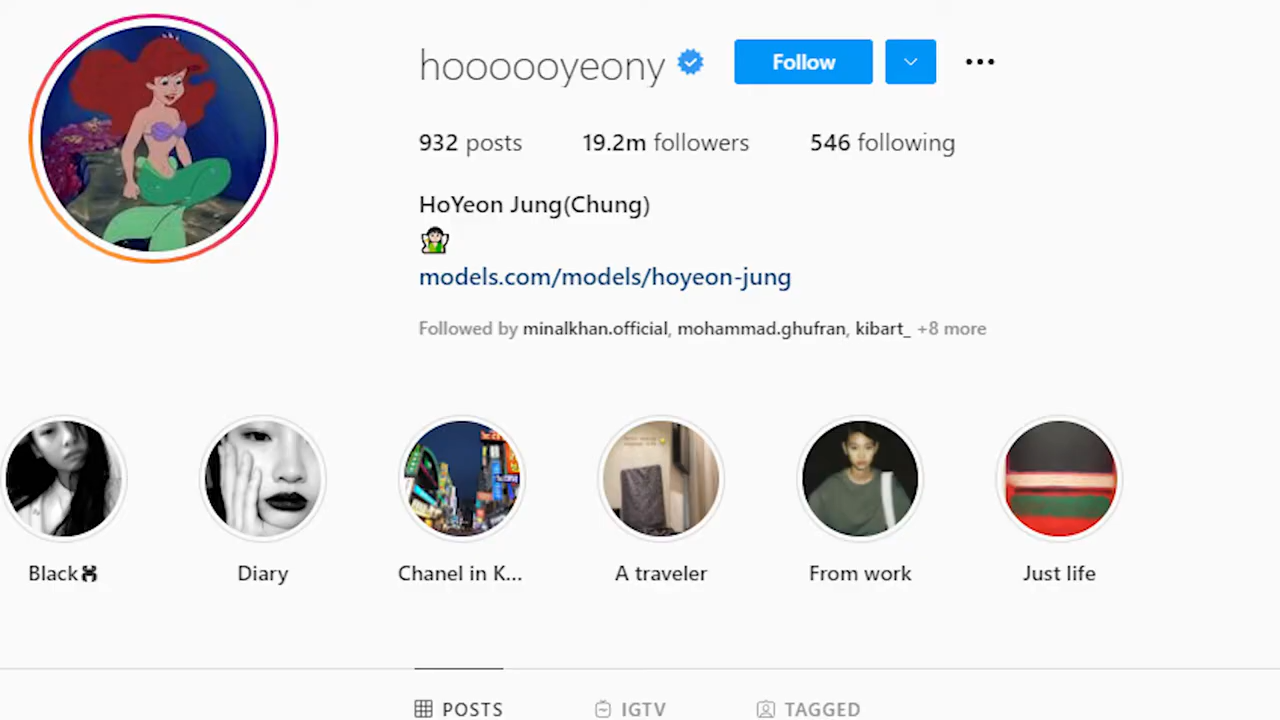 hoooooyeony
Follow
932 posts 19.2m followers 546 following
HoYeon Jung(Chung)
models.com/models/hoyeon-jung
Followed by minalkhan.official, mohammad.ghufran, kibart_ +8 more
Black Diary Chanel in K... A traveler From work Just life
POSTS IGTV TAGGED